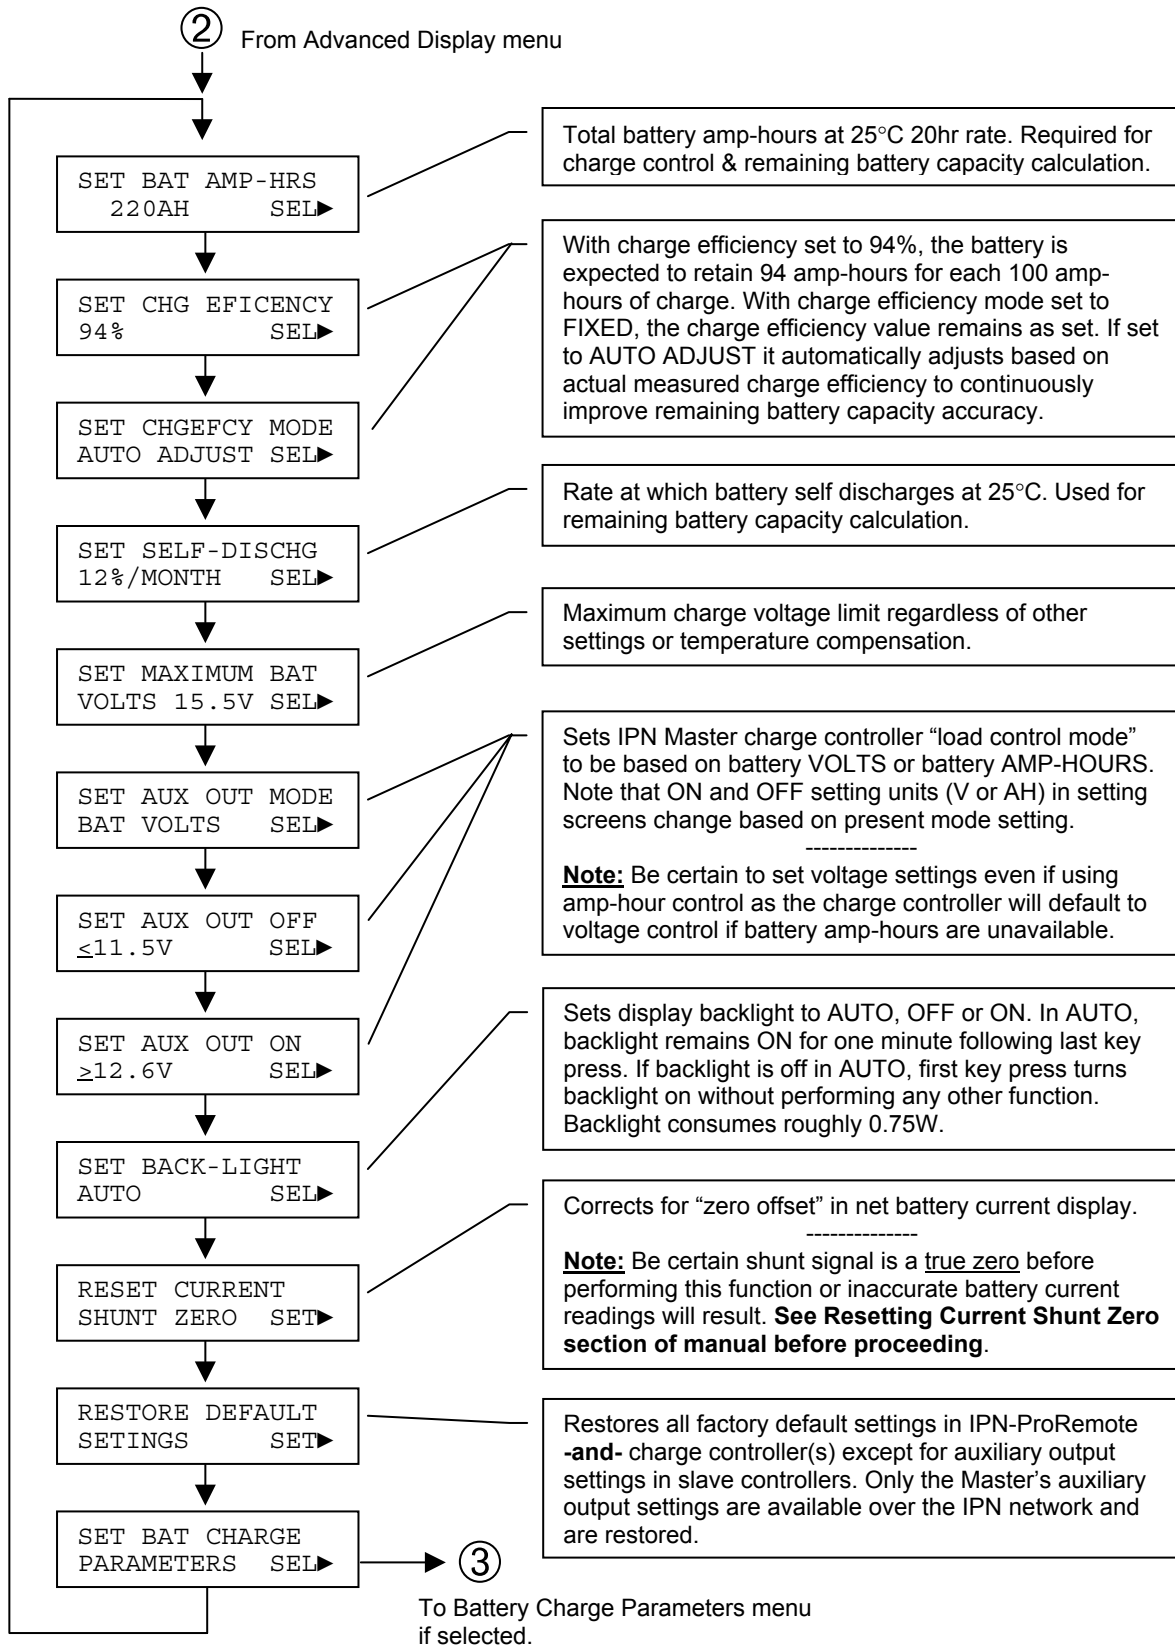 ② From Advanced Display menu
SET BAT AMP-HRS
220AH SEL►
Total battery amp-hours at 25°C 20hr rate. Required for
charge control & remaining battery capacity calculation.
SET CHG EFICENCY
94% SEL►
SET CHGEFCY MODE
AUTO ADJUST SEL►
With charge efficiency set to 94%, the battery is
expected to retain 94 amp-hours for each 100 amp-
hours of charge. With charge efficiency mode set to
FIXED, the charge efficiency value remains as set. If set
to AUTO ADJUST it automatically adjusts based on
actual measured charge efficiency to continuously
improve remaining battery capacity accuracy.
SET SELF-DISCHG
12%/MONTH SEL►
Rate at which battery self discharges at 25°C. Used for
remaining battery capacity calculation.
SET MAXIMUM BAT
VOLTS 15.5V SEL►
Maximum charge voltage limit regardless of other
settings or temperature compensation.
SET AUX OUT MODE
BAT VOLTS SEL►
SET AUX OUT OFF
≤11.5V SEL►
SET AUX OUT ON
≥12.6V SEL►
Sets IPN Master charge controller “load control mode”
to be based on battery VOLTS or battery AMP-HOURS.
Note that ON and OFF setting units (V or AH) in setting
screens change based on present mode setting.
--------------
Note: Be certain to set voltage settings even if using
amp-hour control as the charge controller will default to
voltage control if battery amp-hours are unavailable.
SET BACK-LIGHT
AUTO SEL►
Sets display backlight to AUTO, OFF or ON. In AUTO,
backlight remains ON for one minute following last key
press. If backlight is off in AUTO, first key press turns
backlight on without performing any other function.
Backlight consumes roughly 0.75W.
RESET CURRENT
SHUNT ZERO SET►
Corrects for “zero offset” in net battery current display.
--------------
Note: Be certain shunt signal is a true zero before
performing this function or inaccurate battery current
readings will result. See Resetting Current Shunt Zero
section of manual before proceeding.
RESTORE DEFAULT
SETINGS SET►
Restores all factory default settings in IPN-ProRemote
-and- charge controller(s) except for auxiliary output
settings in slave controllers. Only the Master’s auxiliary
output settings are available over the IPN network and
are restored.
SET BAT CHARGE
PARAMETERS SEL►
③
To Battery Charge Parameters menu
if selected.